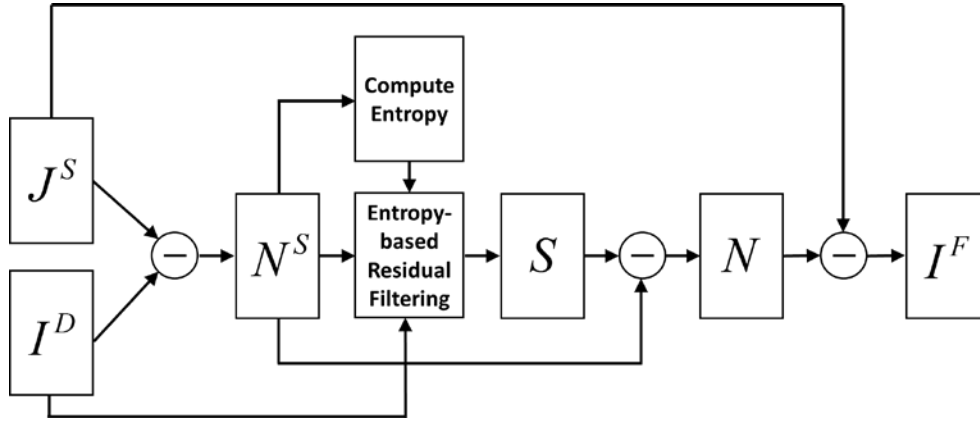 Compute
Entropy
J^S
I^D
−
N^S
Entropy-
based
Residual
Filtering
S
−
N
−
I^F